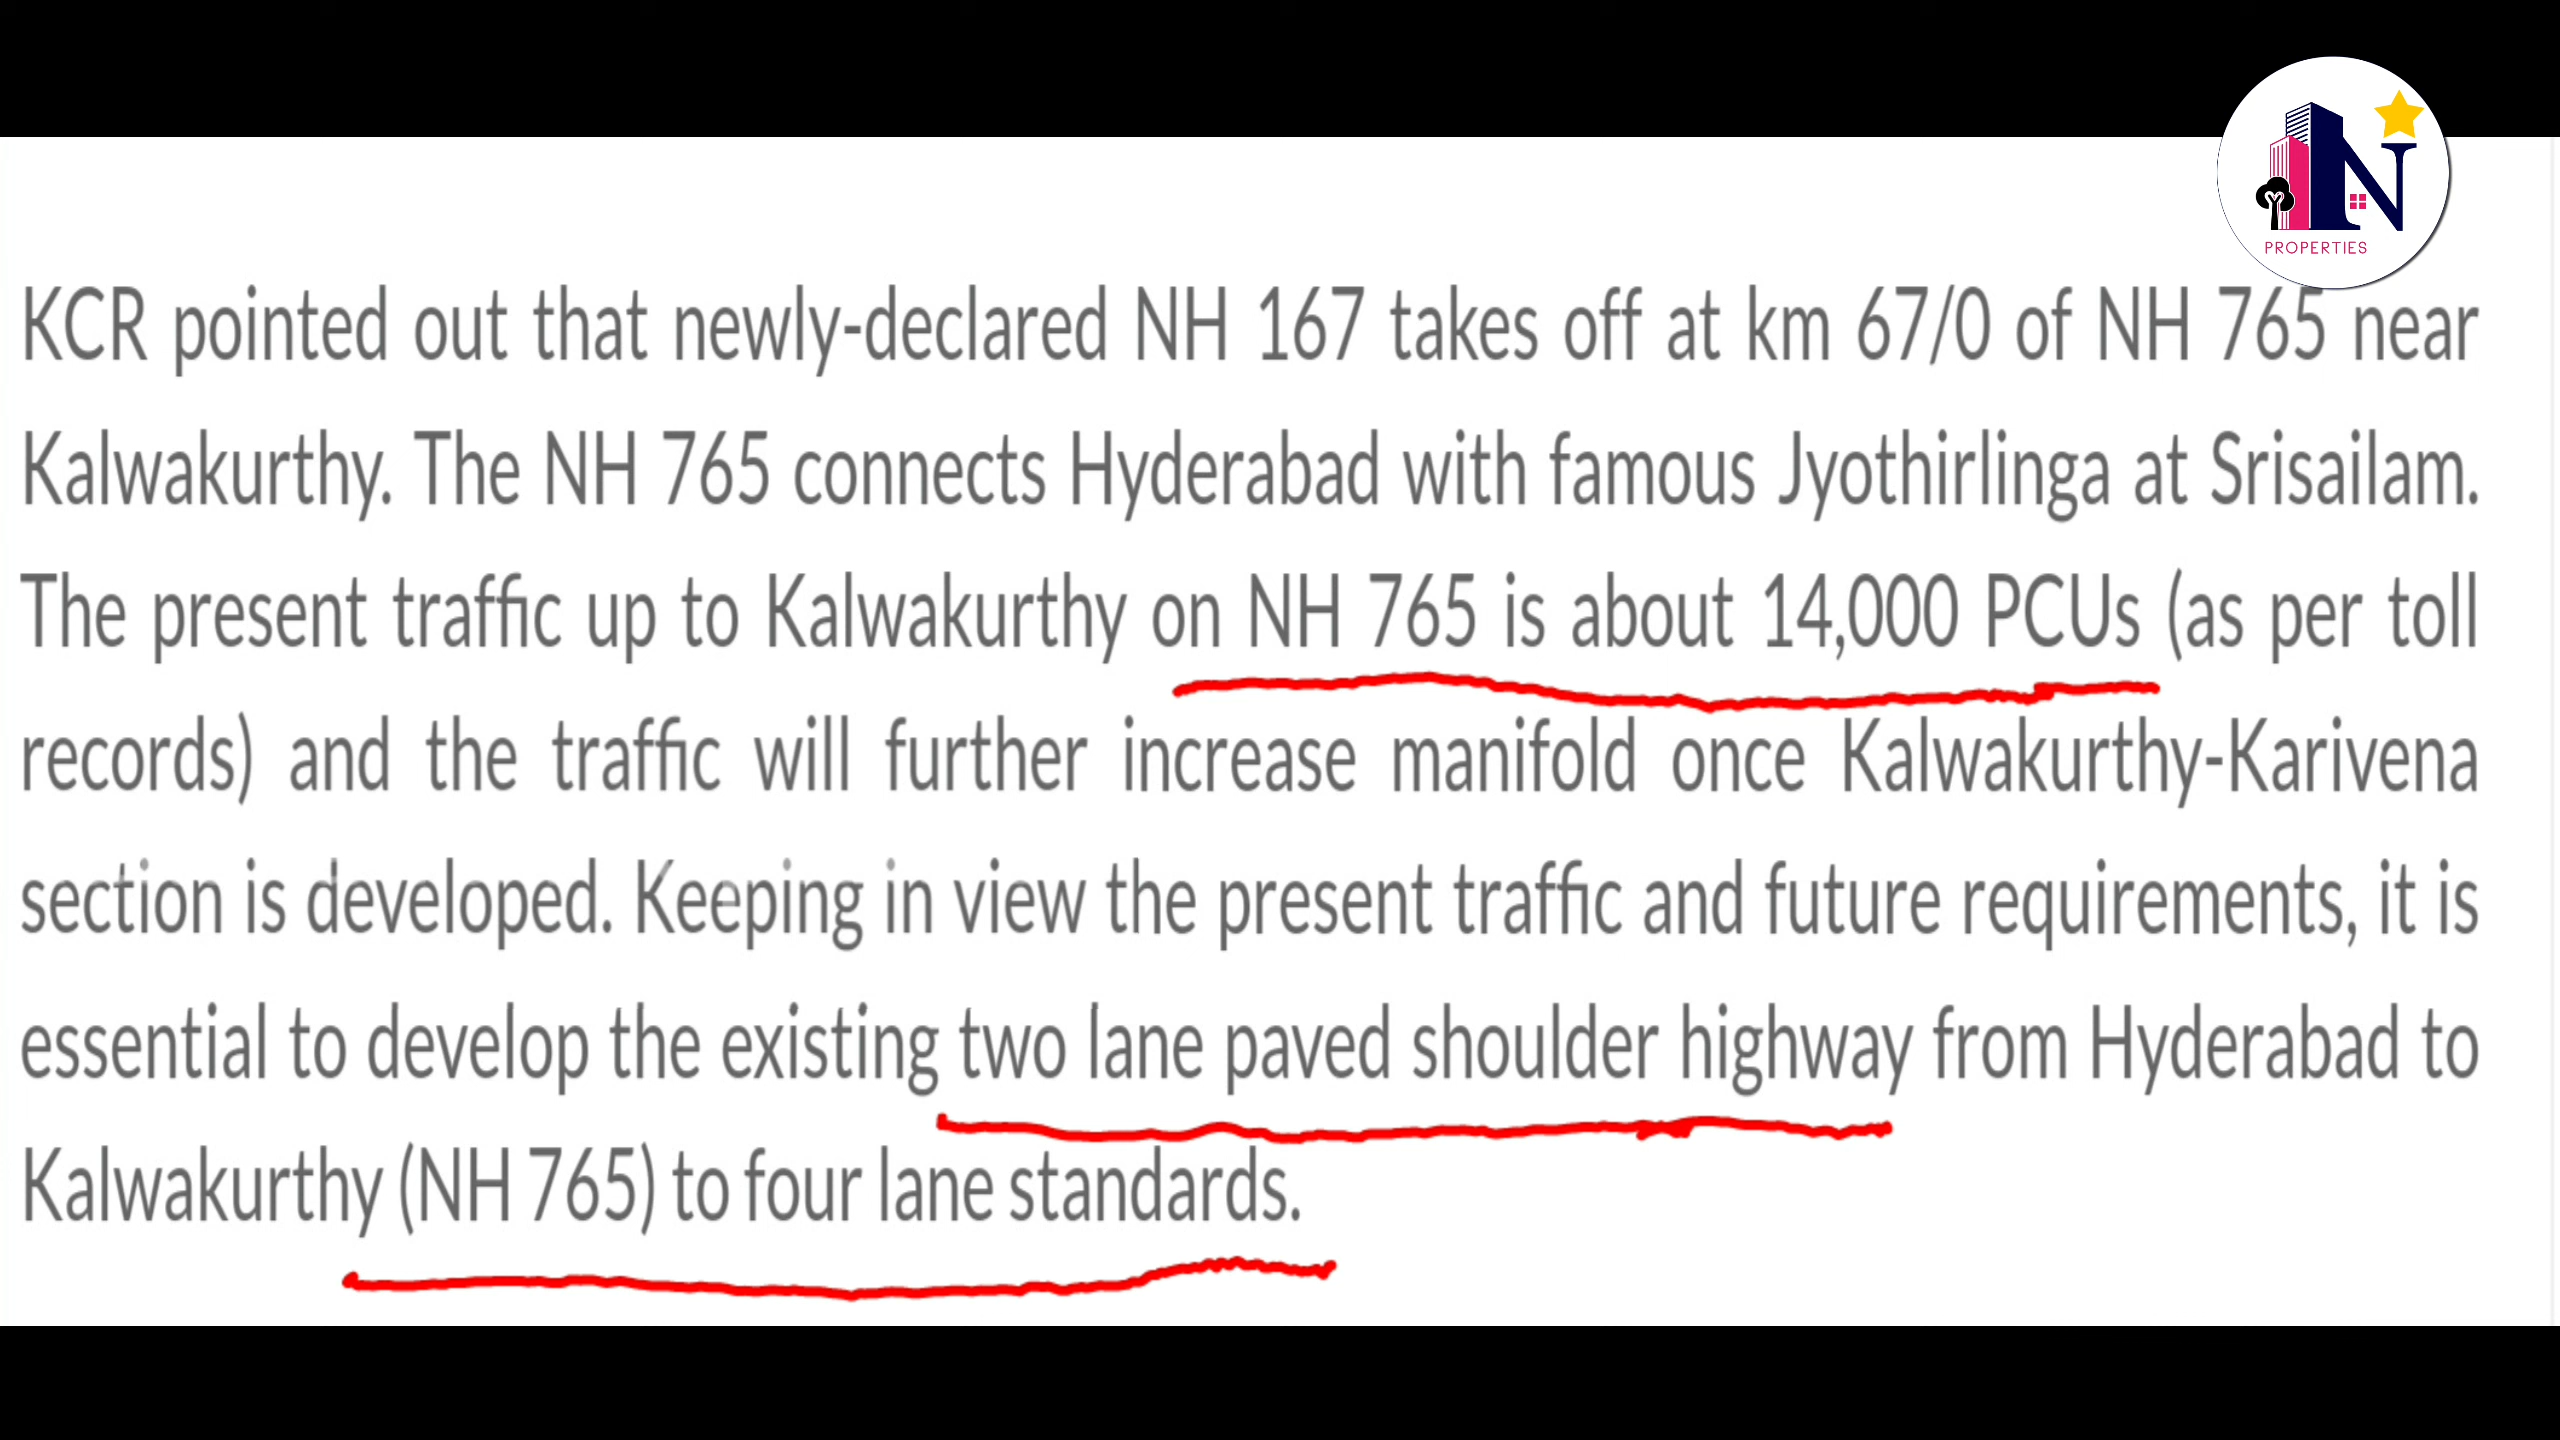 N
PROPERTIES
KCR pointed out that newly-declared NH 167 takes off at km 67/0 of NH 765 near
Kalwakurthy. The NH 765 connects Hyderabad with famous Jyothirlinga at Srisailam.
The present traffic up to Kalwakurthy on NH 765 is about 14,000 PCUs (as per toll
records) and the traffic will further increase manifold once Kalwakurthy-Karivena
section is developed. Keeping in view the present traffic and future requirements, it is
essential to develop the existing two lane paved shoulder highway from Hyderabad to
Kalwakurthy (NH 765) to four lane standards.